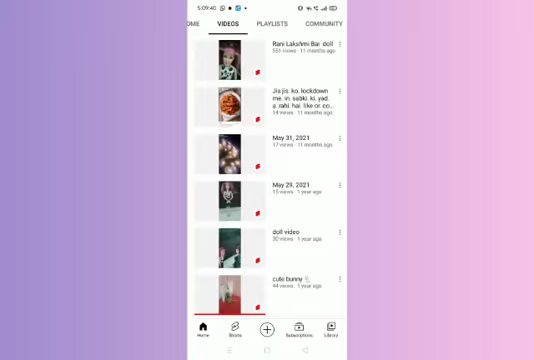 5:09:40
OME VIDEOS PLAYLISTS COMMUNITY
Rani Lakshmi Bai doll
551 views · 11 months ago
Jis jis. ko. lockdown
me. in. sabki. ki. yad.
a. rahi. hai. like or. co...
14 views · 11 months ago
May 31, 2021
17 views · 11 months ago
May 29, 2021
15 views · 1 year ago
doll video
30 views · 1 year ago
cute bunny
44 views · 1 year ago
Home Shorts Subscriptions Library